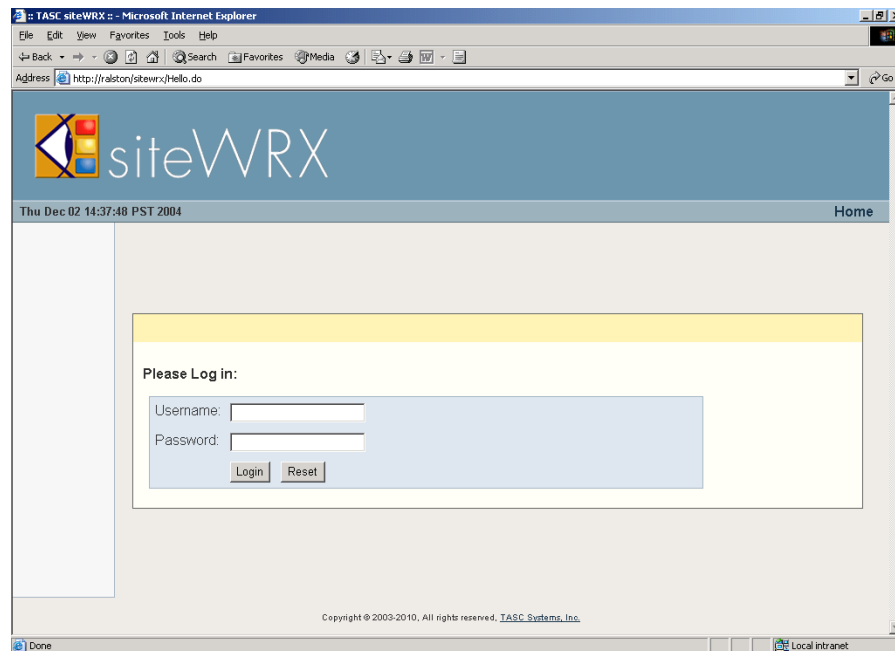 :: TASC siteWRX :: - Microsoft Internet Explorer
File Edit View Favorites Tools Help
Back Search Favorites Media
Address http://ralston/sitewrx/Hello.do Go
siteWRX
Thu Dec 02 14:37:48 PST 2004 Home
Please Log in:
Username:
Password:
Login Reset
Copyright © 2003-2010, All rights reserved, TASC Systems, Inc.
Done Local intranet